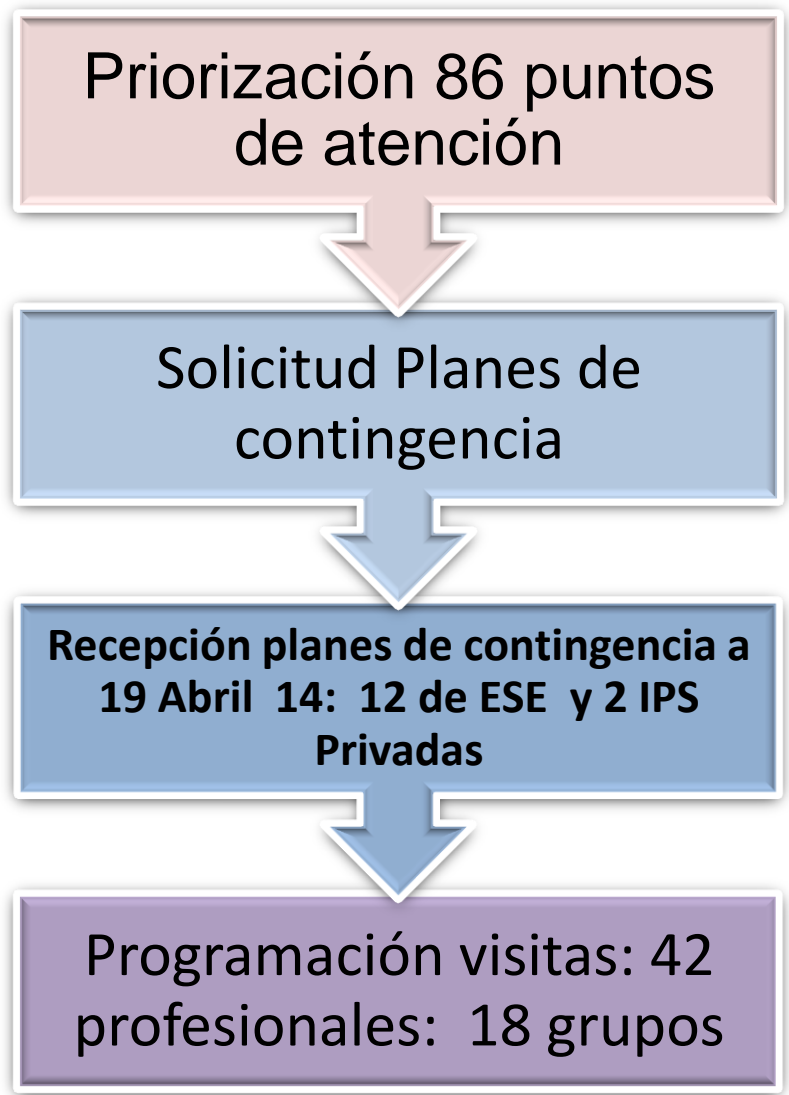 Priorización 86 puntos
de atención
Solicitud Planes de
contingencia
Recepción planes de contingencia a
19 Abril 14: 12 de ESE y 2 IPS
Privadas
Programación visitas: 42
profesionales: 18 grupos